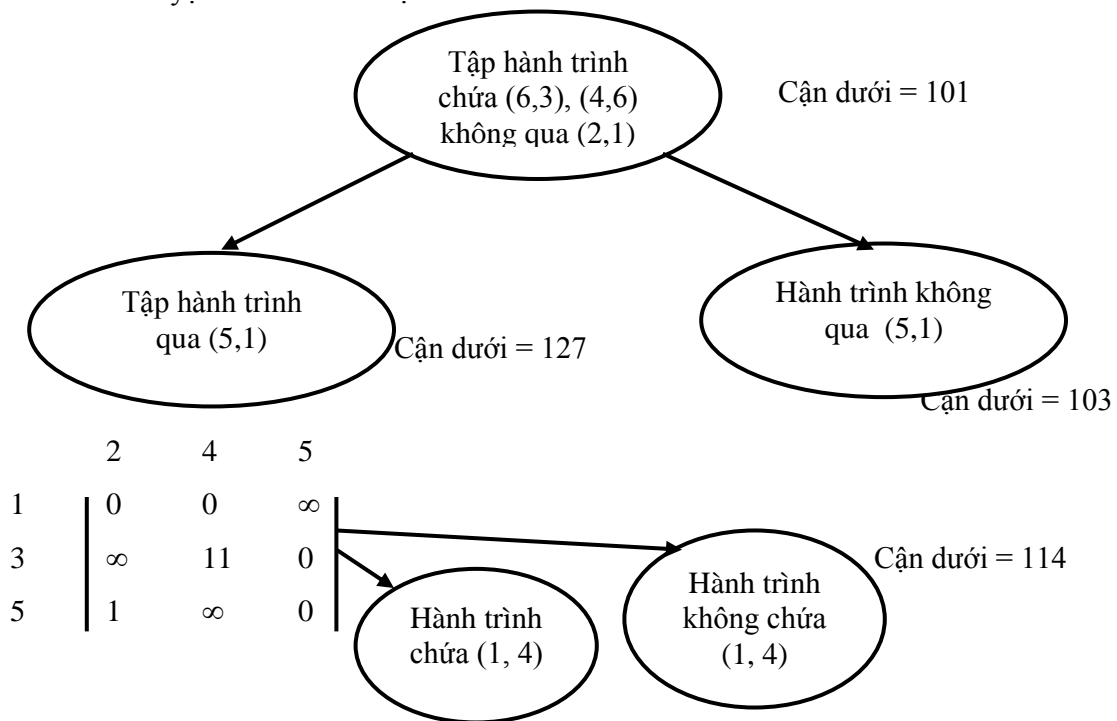 Tập hành trình
chứa (6,3), (4,6)
không qua (2,1)
Cận dưới = 101
Tập hành trình
qua (5,1)
Cận dưới = 127
Hành trình không
qua (5,1)
Cận dưới = 103
2 4 5
1 0 0 ∞
3 ∞ 11 0
5 1 ∞ 0
Hành trình
chứa (1, 4)
Hành trình
không chứa
(1, 4)
Cận dưới = 114